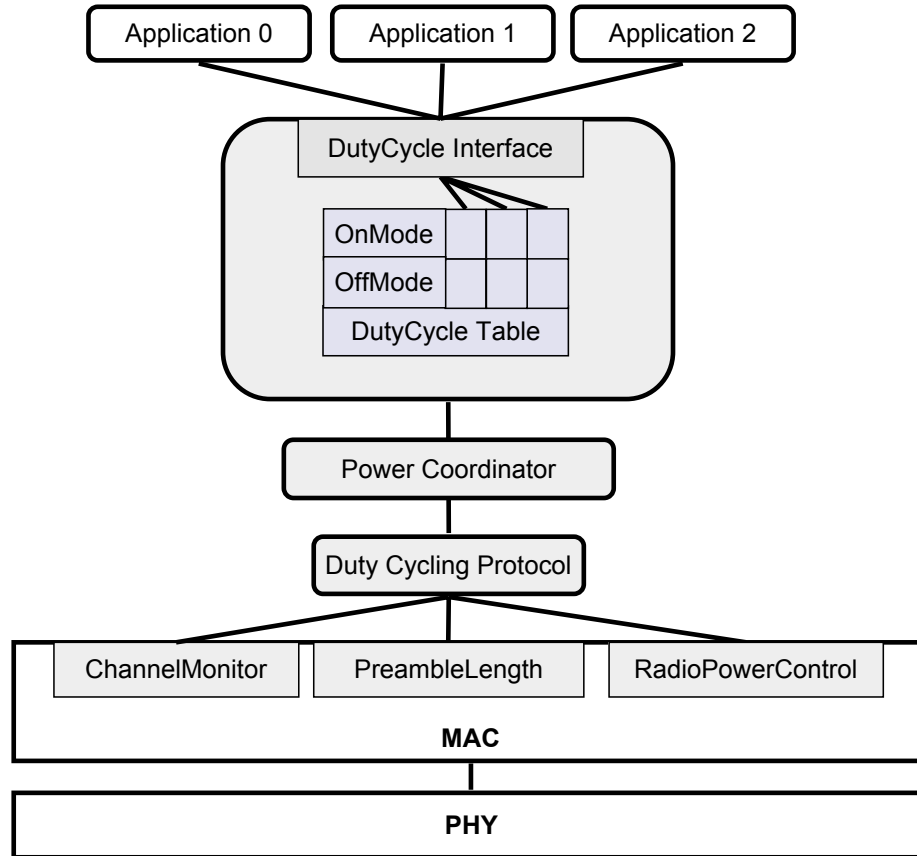 Application 0
Application 1
Application 2
DutyCycle Interface
OnMode
OffMode
DutyCycle Table
Power Coordinator
Duty Cycling Protocol
ChannelMonitor
PreambleLength
RadioPowerControl
MAC
PHY